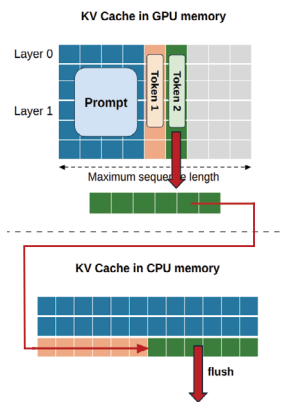 KV Cache in GPU memory
Layer 0
Layer 1
Prompt
Token 1
Token 2
Maximum sequence length
KV Cache in CPU memory
flush